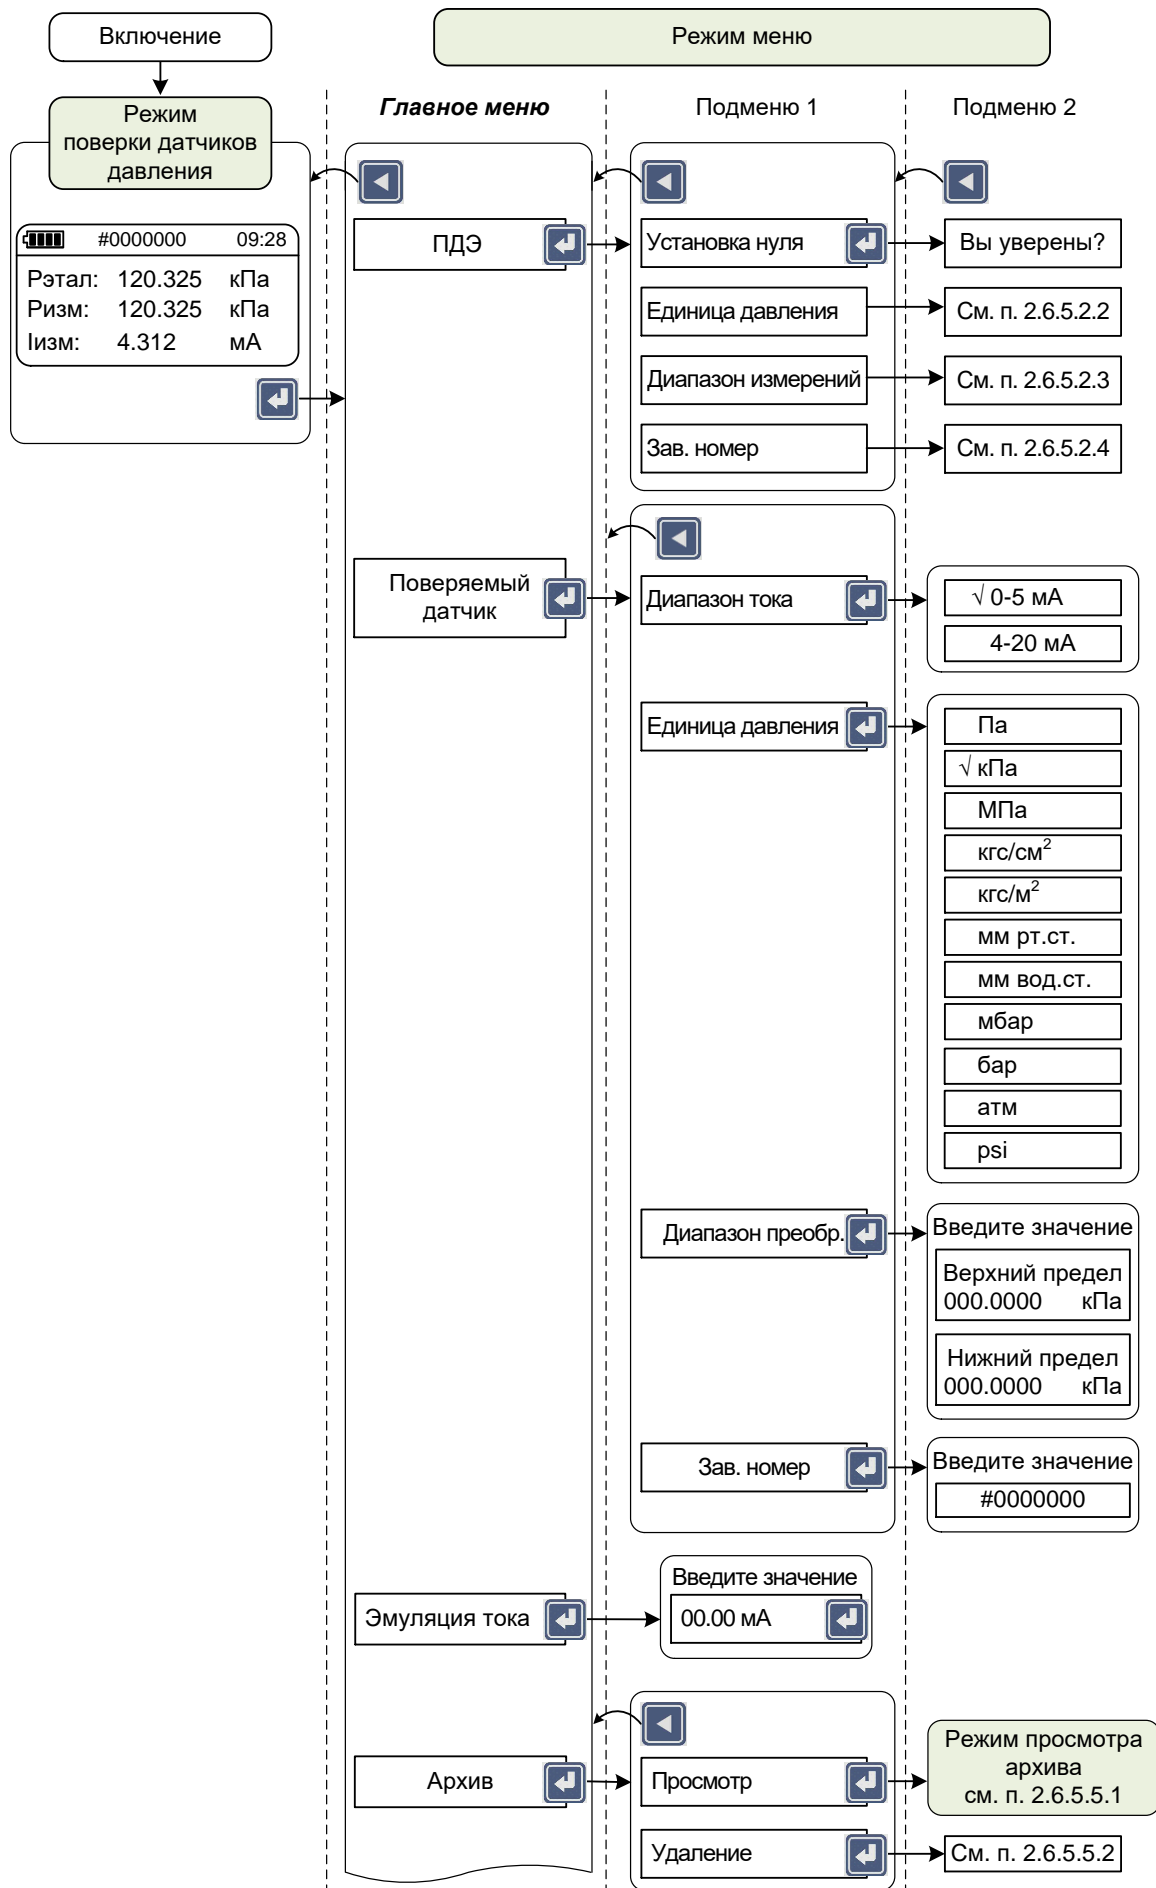 Включение
Режим меню
Режим
поверки датчиков
давления
Главное меню
Подменю 1
Подменю 2
#0000000 09:28
Рэтал: 120.325 кПа
Ризм: 120.325 кПа
Iизм: 4.312 мА
ПДЭ
Установка нуля
Вы уверены?
Единица давления
См. п. 2.6.5.2.2
Диапазон измерений
См. п. 2.6.5.2.3
Зав. номер
См. п. 2.6.5.2.4
Поверяемый
датчик
Диапазон тока
√ 0-5 мА
4-20 мА
Единица давления
Па
√ кПа
МПа
кгс/см²
кгс/м²
мм рт.ст.
мм вод.ст.
мбар
бар
атм
psi
Диапазон преобр.
Введите значение
Верхний предел
000.0000 кПа
Нижний предел
000.0000 кПа
Зав. номер
Введите значение
#0000000
Эмуляция тока
Введите значение
00.00 мА
Архив
Просмотр
Режим просмотра
архива
см. п. 2.6.5.5.1
Удаление
См. п. 2.6.5.5.2